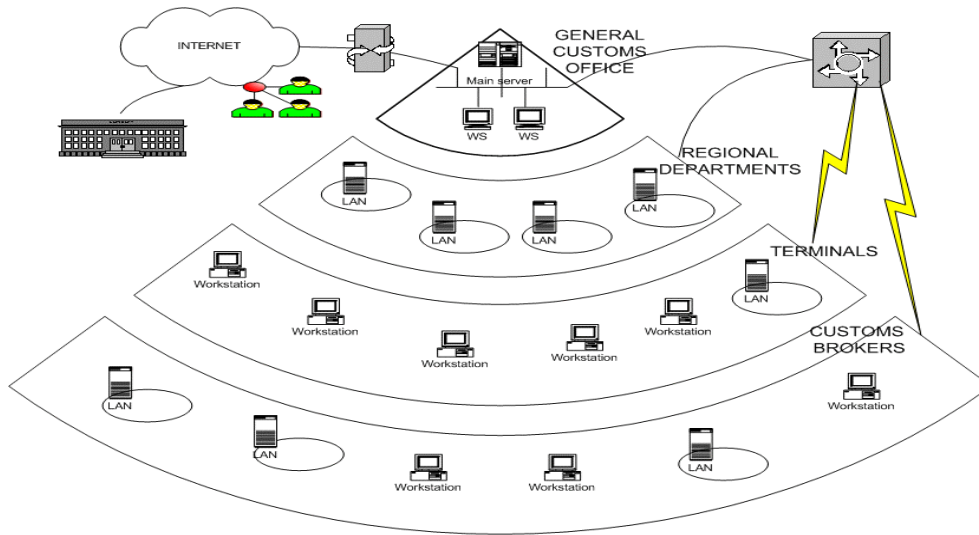 INTERNET
GENERAL
CUSTOMS
OFFICE
Main server
WS
WS
REGIONAL
DEPARTMENTS
LAN
LAN
LAN
LAN
TERMINALS
Workstation
Workstation
Workstation
Workstation
Workstation
LAN
CUSTOMS
BROKERS
LAN
LAN
Workstation
Workstation
LAN
Workstation